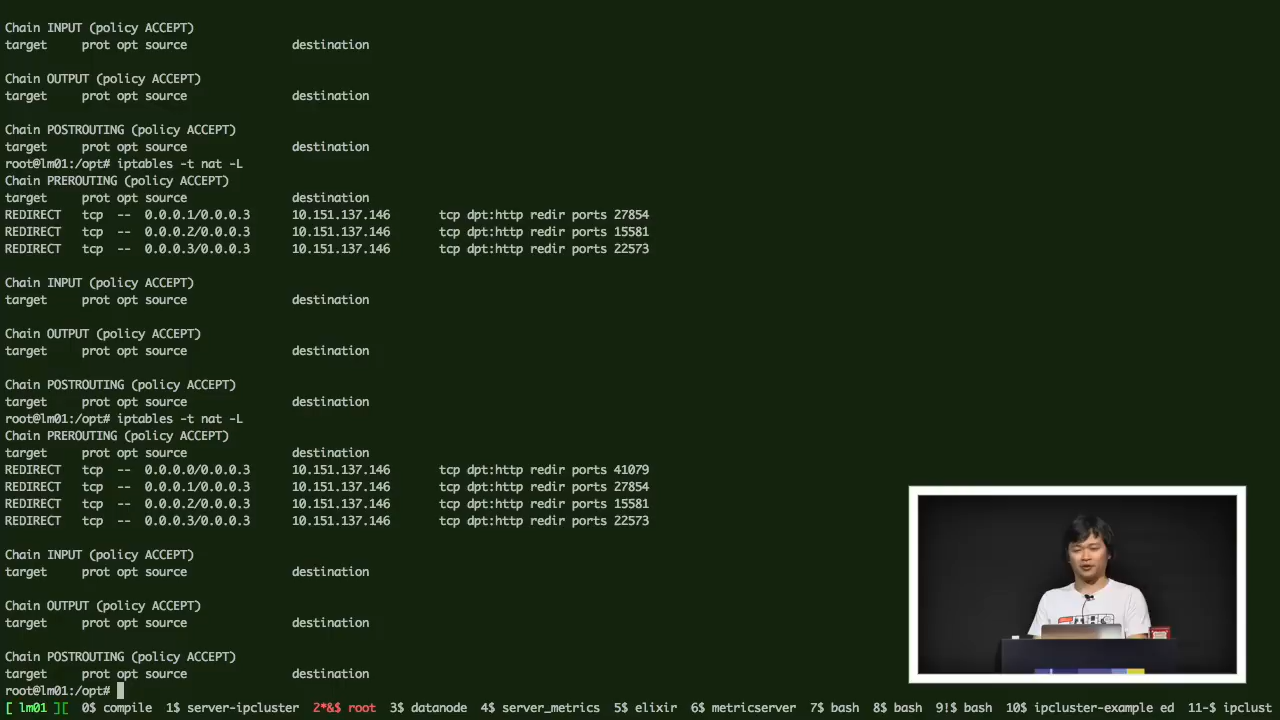 Chain INPUT (policy ACCEPT)
target     prot opt source               destination
Chain OUTPUT (policy ACCEPT)
target     prot opt source               destination
Chain POSTROUTING (policy ACCEPT)
target     prot opt source               destination
root@lm01:/opt# iptables -t nat -L
Chain PREROUTING (policy ACCEPT)
target     prot opt source               destination
REDIRECT   tcp  --  0.0.0.1/0.0.0.3      10.151.137.146       tcp dpt:http redir ports 27854
REDIRECT   tcp  --  0.0.0.2/0.0.0.3      10.151.137.146       tcp dpt:http redir ports 15581
REDIRECT   tcp  --  0.0.0.3/0.0.0.3      10.151.137.146       tcp dpt:http redir ports 22573
Chain INPUT (policy ACCEPT)
target     prot opt source               destination
Chain OUTPUT (policy ACCEPT)
target     prot opt source               destination
Chain POSTROUTING (policy ACCEPT)
target     prot opt source               destination
root@lm01:/opt# iptables -t nat -L
Chain PREROUTING (policy ACCEPT)
target     prot opt source               destination
REDIRECT   tcp  --  0.0.0.0/0.0.0.3      10.151.137.146       tcp dpt:http redir ports 41079
REDIRECT   tcp  --  0.0.0.1/0.0.0.3      10.151.137.146       tcp dpt:http redir ports 27854
REDIRECT   tcp  --  0.0.0.2/0.0.0.3      10.151.137.146       tcp dpt:http redir ports 15581
REDIRECT   tcp  --  0.0.0.3/0.0.0.3      10.151.137.146       tcp dpt:http redir ports 22573
Chain INPUT (policy ACCEPT)
target     prot opt source               destination
Chain OUTPUT (policy ACCEPT)
target     prot opt source               destination
Chain POSTROUTING (policy ACCEPT)
target     prot opt source               destination
root@lm01:/opt#
[ lm01 ][  0$ compile  1$ server-ipcluster  2*&$ root  3$ datanode  4$ server_metrics  5$ elixir  6$ metricserver  7$ bash  8$ bash  9!$ bash  10$ ipcluster-example ed  11-$ ipclust